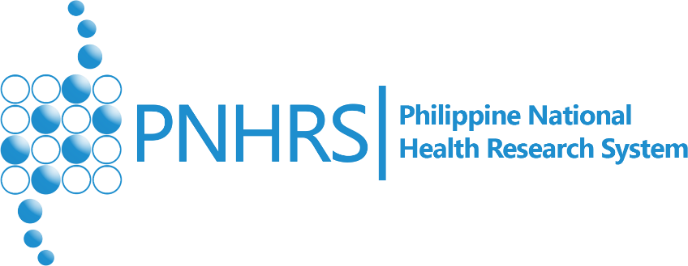 PNHRS
Philippine National
Health Research System